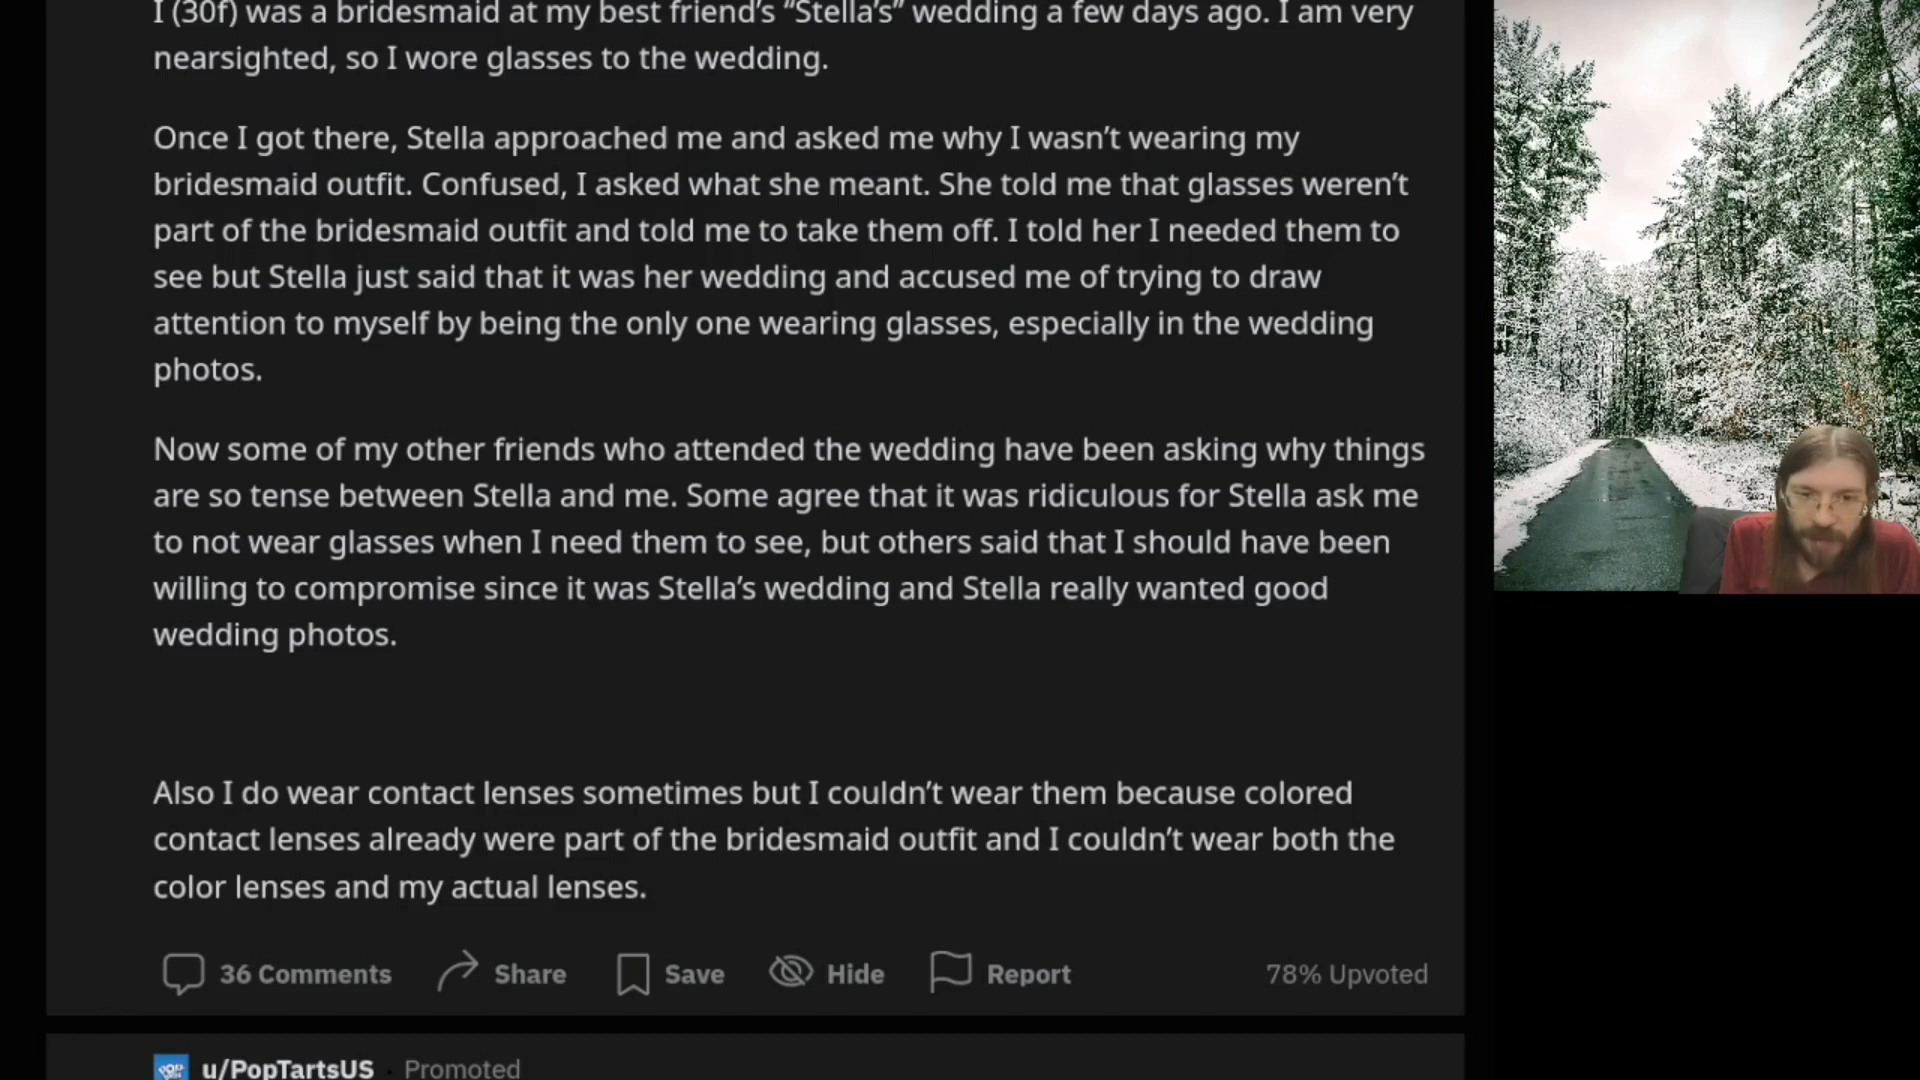 I (30f) was a bridesmaid at my best friend’s “Stella’s” wedding a few days ago. I am very
nearsighted, so I wore glasses to the wedding.
Once I got there, Stella approached me and asked me why I wasn’t wearing my
bridesmaid outfit. Confused, I asked what she meant. She told me that glasses weren’t
part of the bridesmaid outfit and told me to take them off. I told her I needed them to
see but Stella just said that it was her wedding and accused me of trying to draw
attention to myself by being the only one wearing glasses, especially in the wedding
photos.
Now some of my other friends who attended the wedding have been asking why things
are so tense between Stella and me. Some agree that it was ridiculous for Stella ask me
to not wear glasses when I need them to see, but others said that I should have been
willing to compromise since it was Stella’s wedding and Stella really wanted good
wedding photos.
Also I do wear contact lenses sometimes but I couldn’t wear them because colored
contact lenses already were part of the bridesmaid outfit and I couldn’t wear both the
color lenses and my actual lenses.
36 Comments Share Save Hide Report 78% Upvoted
u/PopTartsUS · Promoted